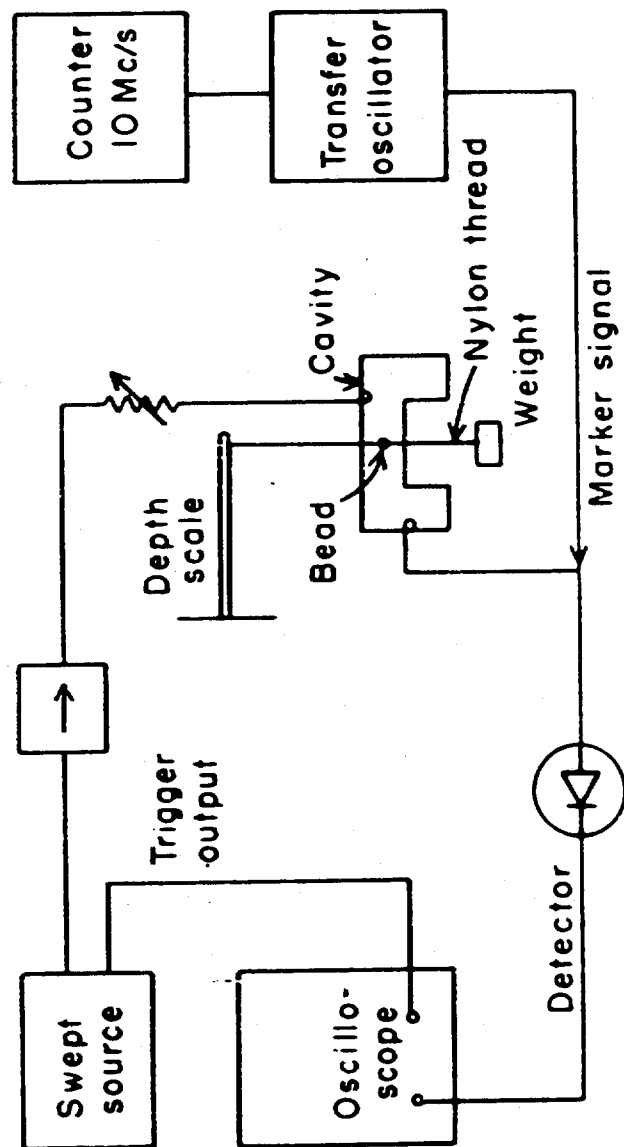 Swept
source
Trigger
output
Oscillo-
scope
Detector
Depth
scale
Bead
Cavity
Nylon thread
Weight
Marker signal
Counter
10 Mc/s
Transfer
oscillator